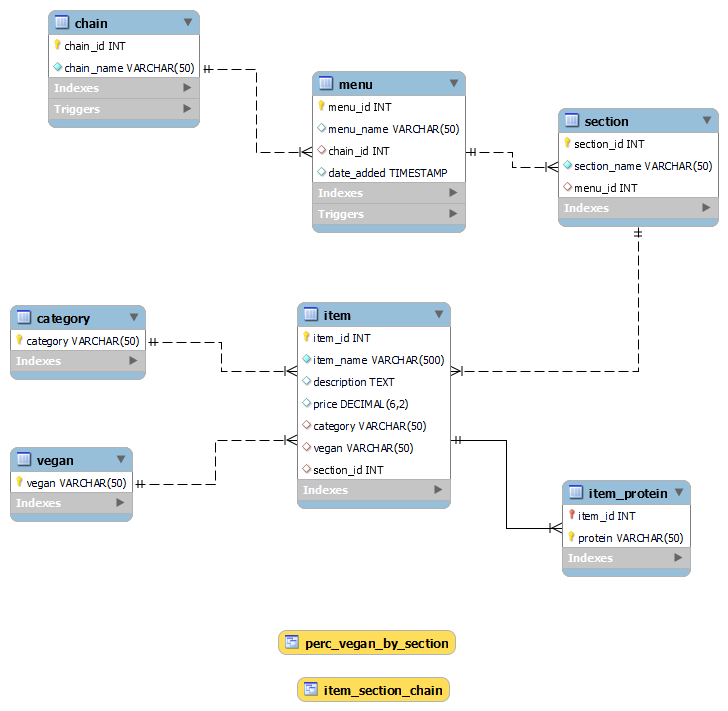 chain
chain_id INT
chain_name VARCHAR(50)
Indexes
Triggers
menu
menu_id INT
menu_name VARCHAR(50)
chain_id INT
date_added TIMESTAMP
Indexes
Triggers
section
section_id INT
section_name VARCHAR(50)
menu_id INT
Indexes
category
category VARCHAR(50)
Indexes
item
item_id INT
item_name VARCHAR(500)
description TEXT
price DECIMAL(6,2)
category VARCHAR(50)
vegan VARCHAR(50)
section_id INT
Indexes
vegan
vegan VARCHAR(50)
Indexes
item_protein
item_id INT
protein VARCHAR(50)
Indexes
perc_vegan_by_section
item_section_chain